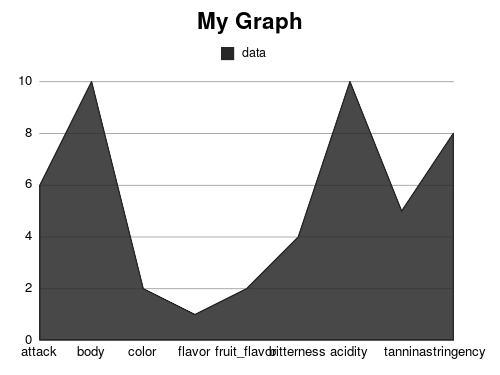 My Graph
data
10
8
6
4
2
0
attack body color flavor fruit_flavor bitterness acidity tannin astringency